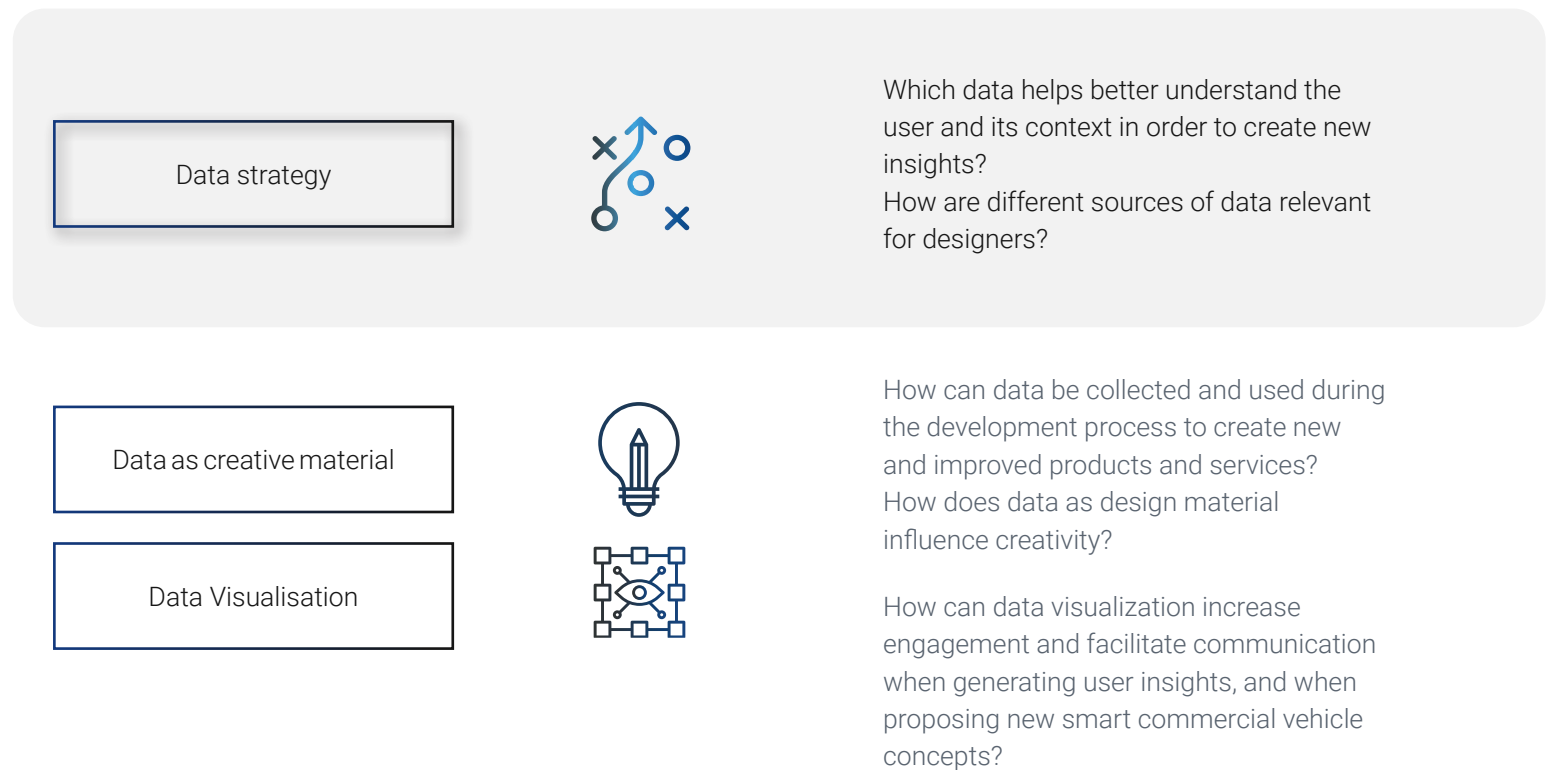 Data strategy
Which data helps better understand the
user and its context in order to create new
insights?
How are different sources of data relevant
for designers?
Data as creative material
How can data be collected and used during
the development process to create new
and improved products and services?
How does data as design material
influence creativity?
Data Visualisation
How can data visualization increase
engagement and facilitate communication
when generating user insights, and when
proposing new smart commercial vehicle
concepts?